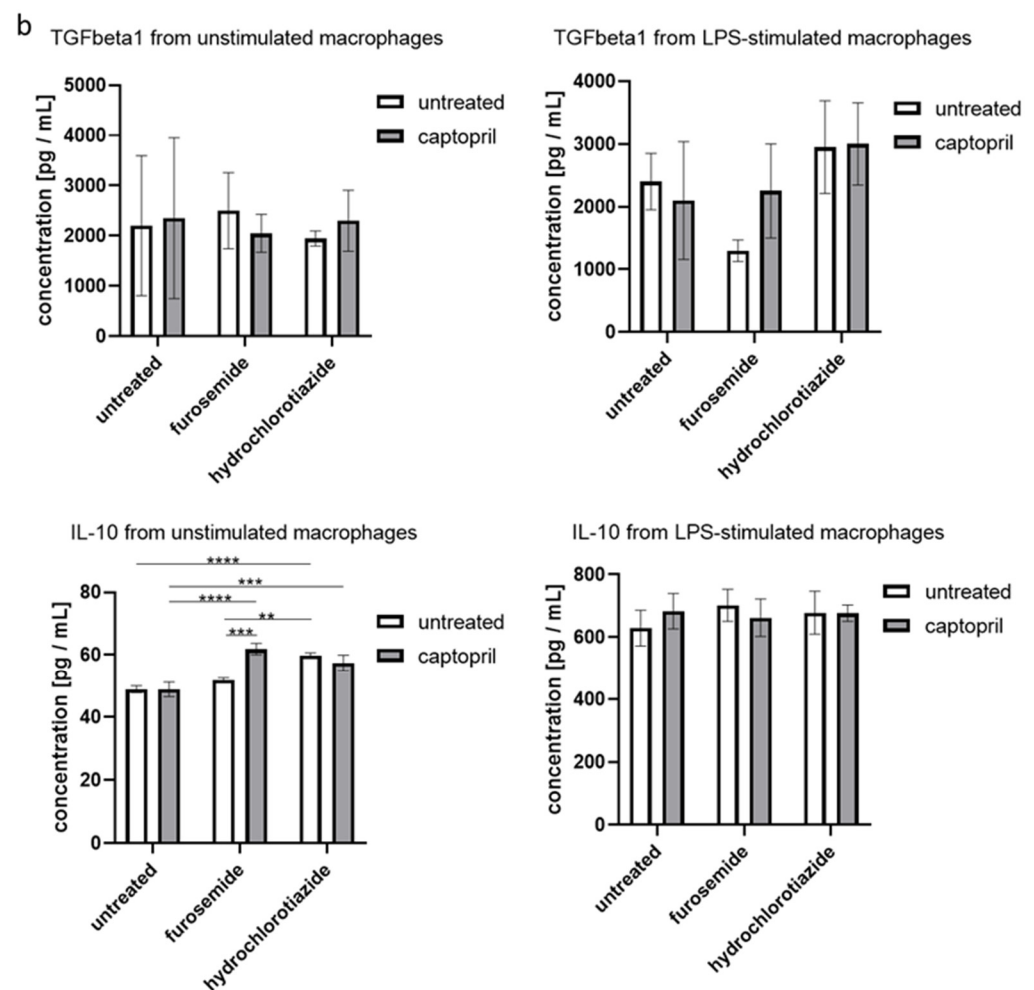 b
TGFbeta1 from unstimulated macrophages
concentration [pg / mL]
5000
4000
3000
2000
1000
0
untreated
furosemide
hydrochlorotiazide
untreated
captopril
TGFbeta1 from LPS-stimulated macrophages
concentration [pg / mL]
4000
3000
2000
1000
0
untreated
furosemide
hydrochlorotiazide
untreated
captopril
IL-10 from unstimulated macrophages
****
***
****
**
***
concentration [pg / mL]
80
60
40
20
0
untreated
furosemide
hydrochlorotiazide
untreated
captopril
IL-10 from LPS-stimulated macrophages
concentration [pg / mL]
800
600
400
200
0
untreated
furosemide
hydrochlorotiazide
untreated
captopril